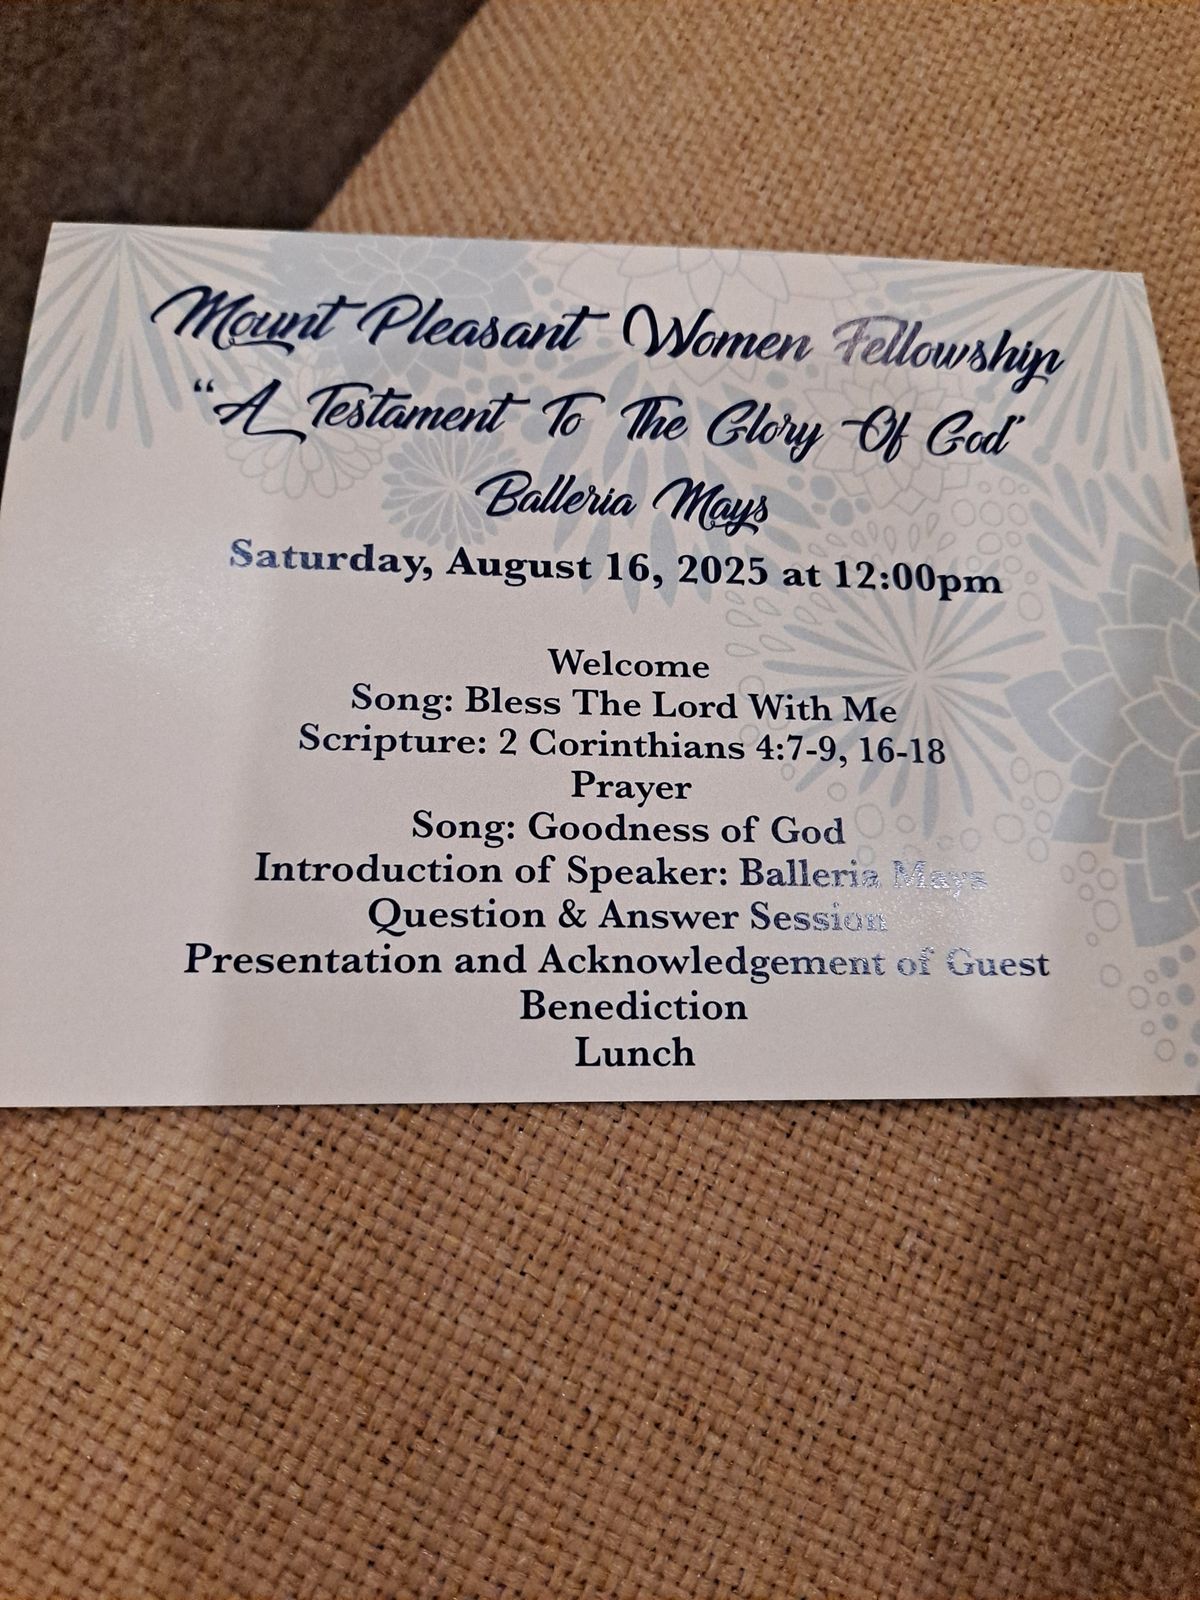 Mount Pleasant Women Fellowship
"A Testament To The Glory Of God"
Balleria Mays
Saturday, August 16, 2025 at 12:00pm
Welcome
Song: Bless The Lord With Me
Scripture: 2 Corinthians 4:7-9, 16-18
Prayer
Song: Goodness of God
Introduction of Speaker: Balleria Mays
Question & Answer Session
Presentation and Acknowledgement of Guest
Benediction
Lunch